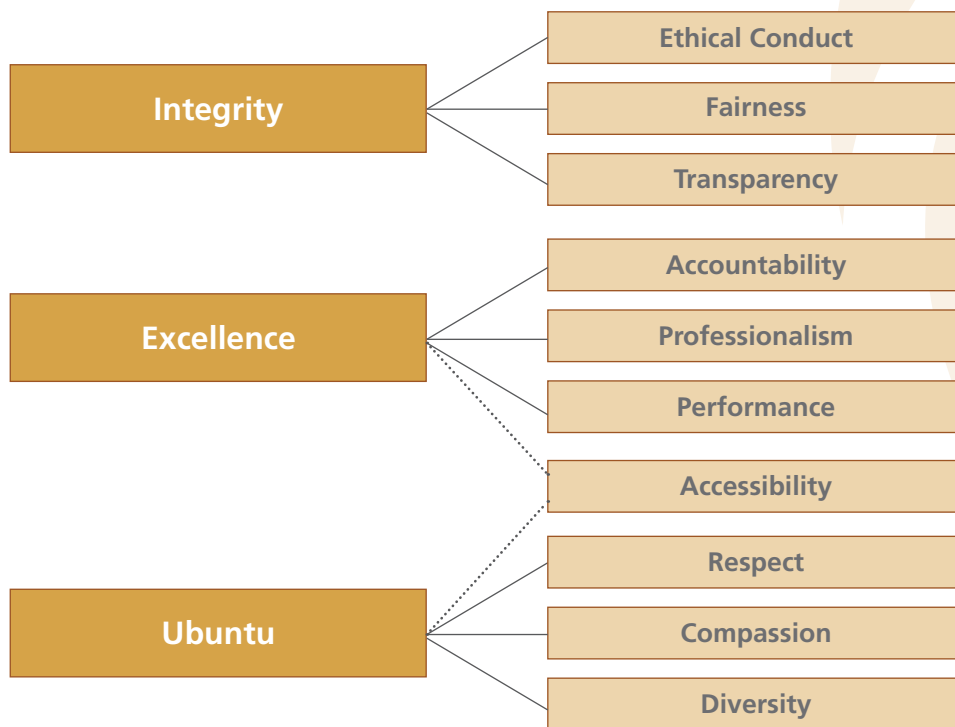 Integrity
Ethical Conduct
Fairness
Transparency
Excellence
Accountability
Professionalism
Performance
Accessibility
Ubuntu
Respect
Compassion
Diversity